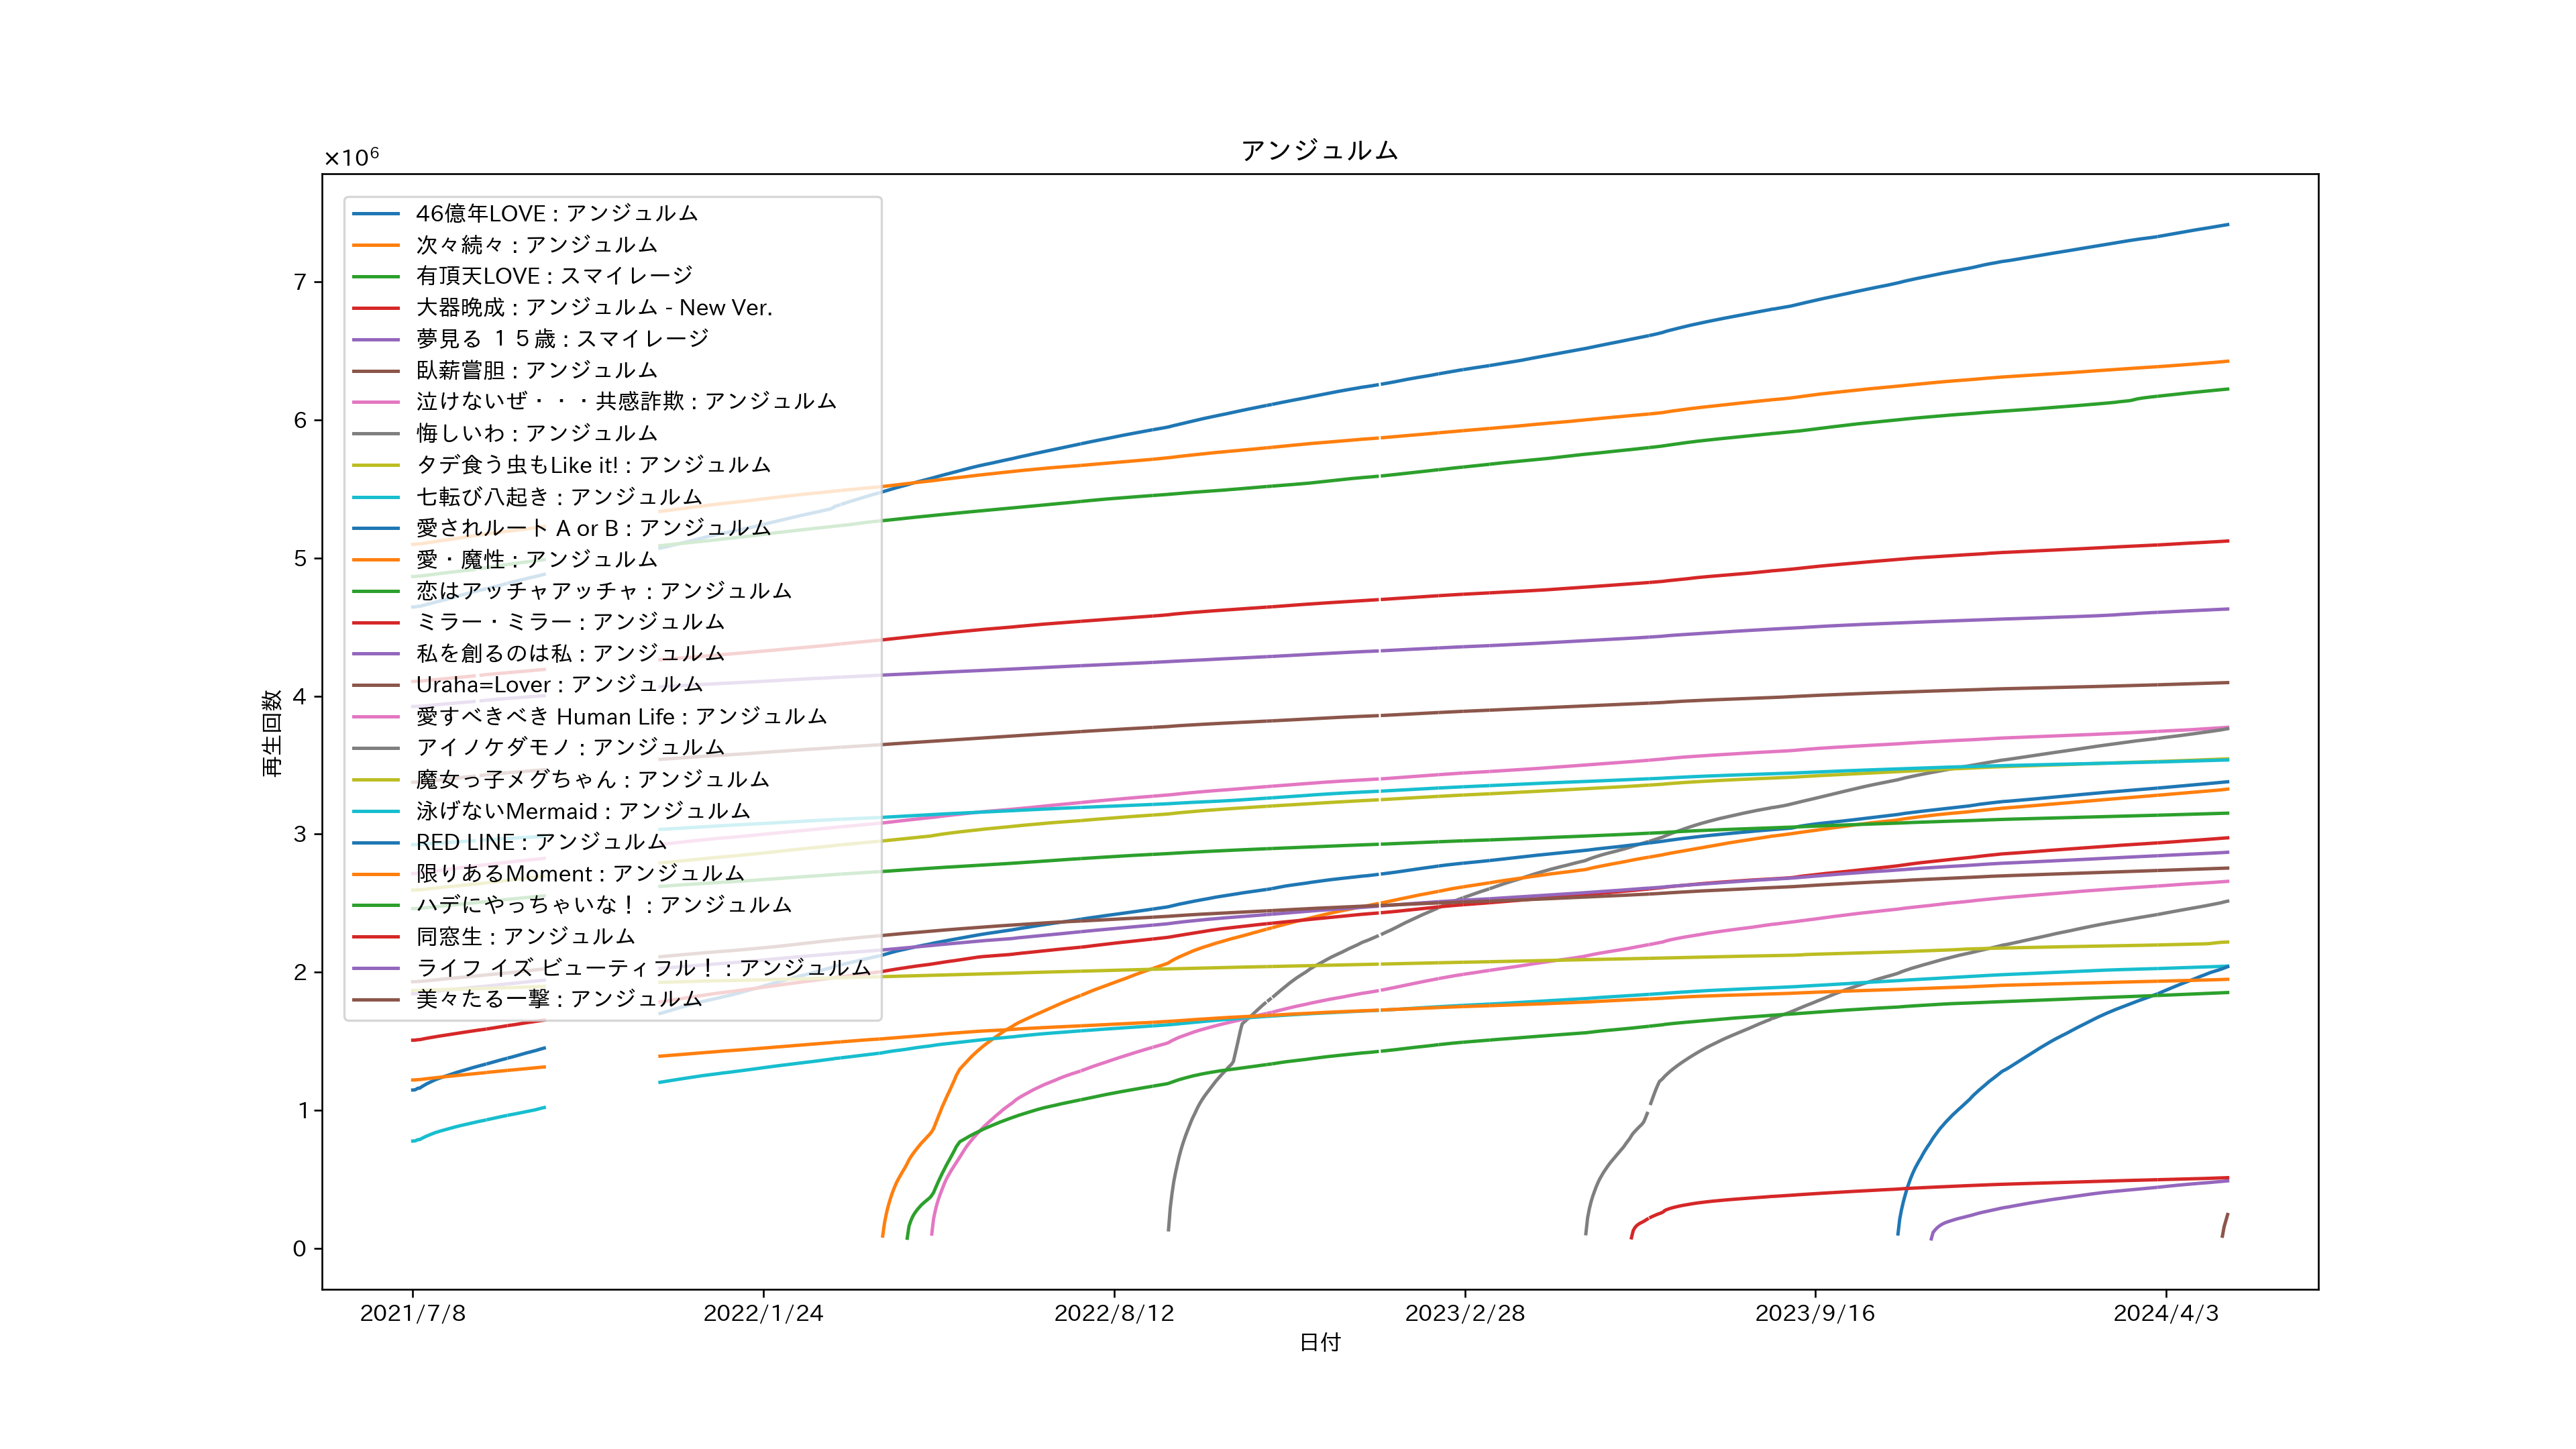 アンジュルム
×10⁶
46億年LOVE : アンジュルム
次々続々 : アンジュルム
有頂天LOVE : スマイレージ
大器晩成 : アンジュルム - New Ver.
夢見る １５歳 : スマイレージ
臥薪嘗胆 : アンジュルム
泣けないぜ・・・共感詐欺 : アンジュルム
悔しいわ : アンジュルム
タデ食う虫もLike it! : アンジュルム
七転び八起き : アンジュルム
愛されルート A or B : アンジュルム
愛・魔性 : アンジュルム
恋はアッチャアッチャ : アンジュルム
ミラー・ミラー : アンジュルム
私を創るのは私 : アンジュルム
Uraha=Lover : アンジュルム
愛すべきべき Human Life : アンジュルム
アイノケダモノ : アンジュルム
魔女っ子メグちゃん : アンジュルム
泳げないMermaid : アンジュルム
RED LINE : アンジュルム
限りあるMoment : アンジュルム
ハデにやっちゃいな！ : アンジュルム
同窓生 : アンジュルム
ライフ イズ ビューティフル！ : アンジュルム
美々たる一撃 : アンジュルム
7
6
5
4
3
2
1
0
再生回数
2021/7/8
2022/1/24
2022/8/12
2023/2/28
2023/9/16
2024/4/3
日付